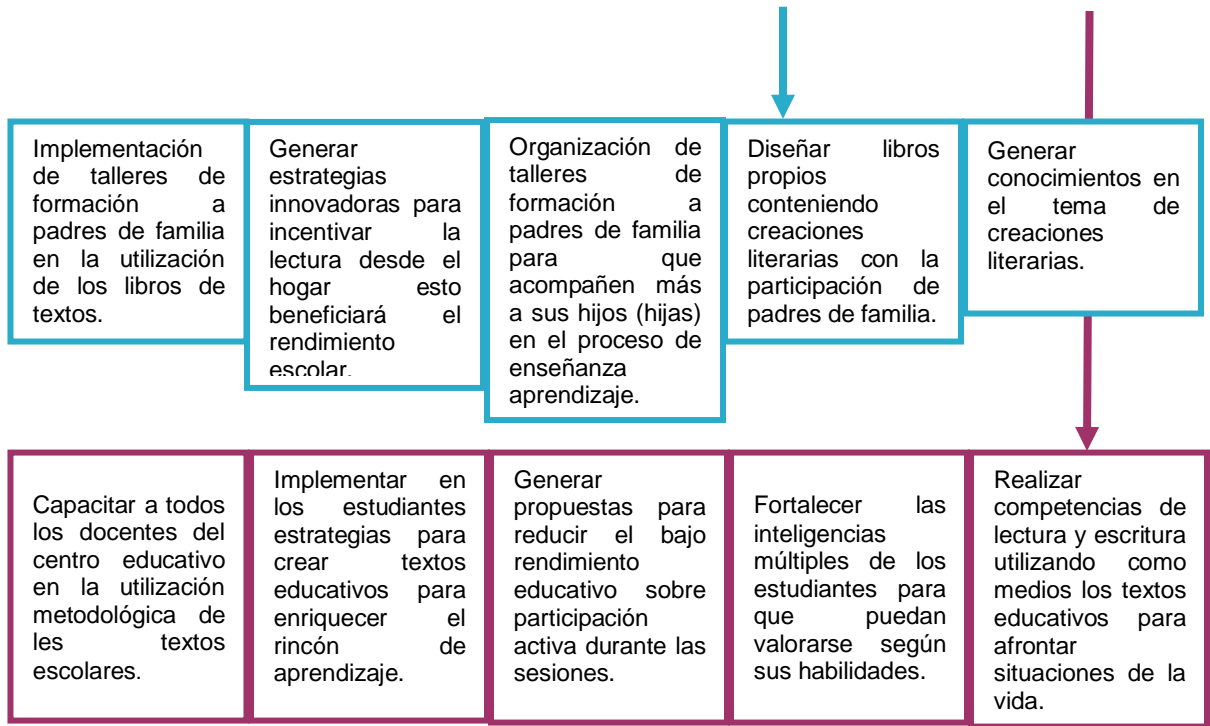 Implementación
de talleres de
formación a
padres de familia
en la utilización
de los libros de
textos.
Generar
estrategias
innovadoras para
incentivar la
lectura desde el
hogar esto
beneficiará el
rendimiento
escolar.
Organización de
talleres de
formación a
padres de familia
para que
acompañen más
a sus hijos (hijas)
en el proceso de
enseñanza
aprendizaje.
Diseñar libros
propios
conteniendo
creaciones
literarias con la
participación de
padres de familia.
Generar
conocimientos en
el tema de
creaciones
literarias.
Capacitar a todos
los docentes del
centro educativo
en la utilización
metodológica de
les textos
escolares.
Implementar en
los estudiantes
estrategias para
crear textos
educativos para
enriquecer el
rincón de
aprendizaje.
Generar
propuestas para
reducir el bajo
rendimiento
educativo sobre
participación
activa durante las
sesiones.
Fortalecer las
inteligencias
múltiples de los
estudiantes para
que puedan
valorarse según
sus habilidades.
Realizar
competencias de
lectura y escritura
utilizando como
medios los textos
educativos para
afrontar
situaciones de la
vida.